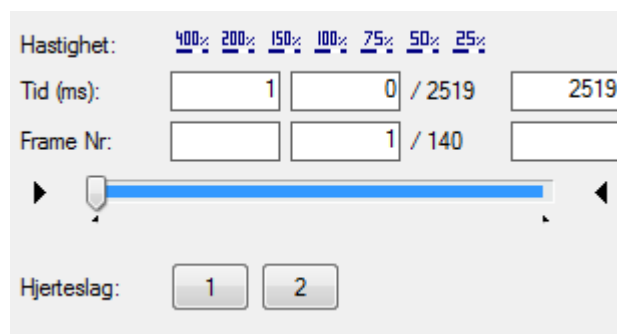 Hastighet: 400% 200% 150% 100% 75% 50% 25%
Tid (ms): 1 0 / 2519 2519
Frame Nr: 1 / 140
Hjerteslag: 1 2